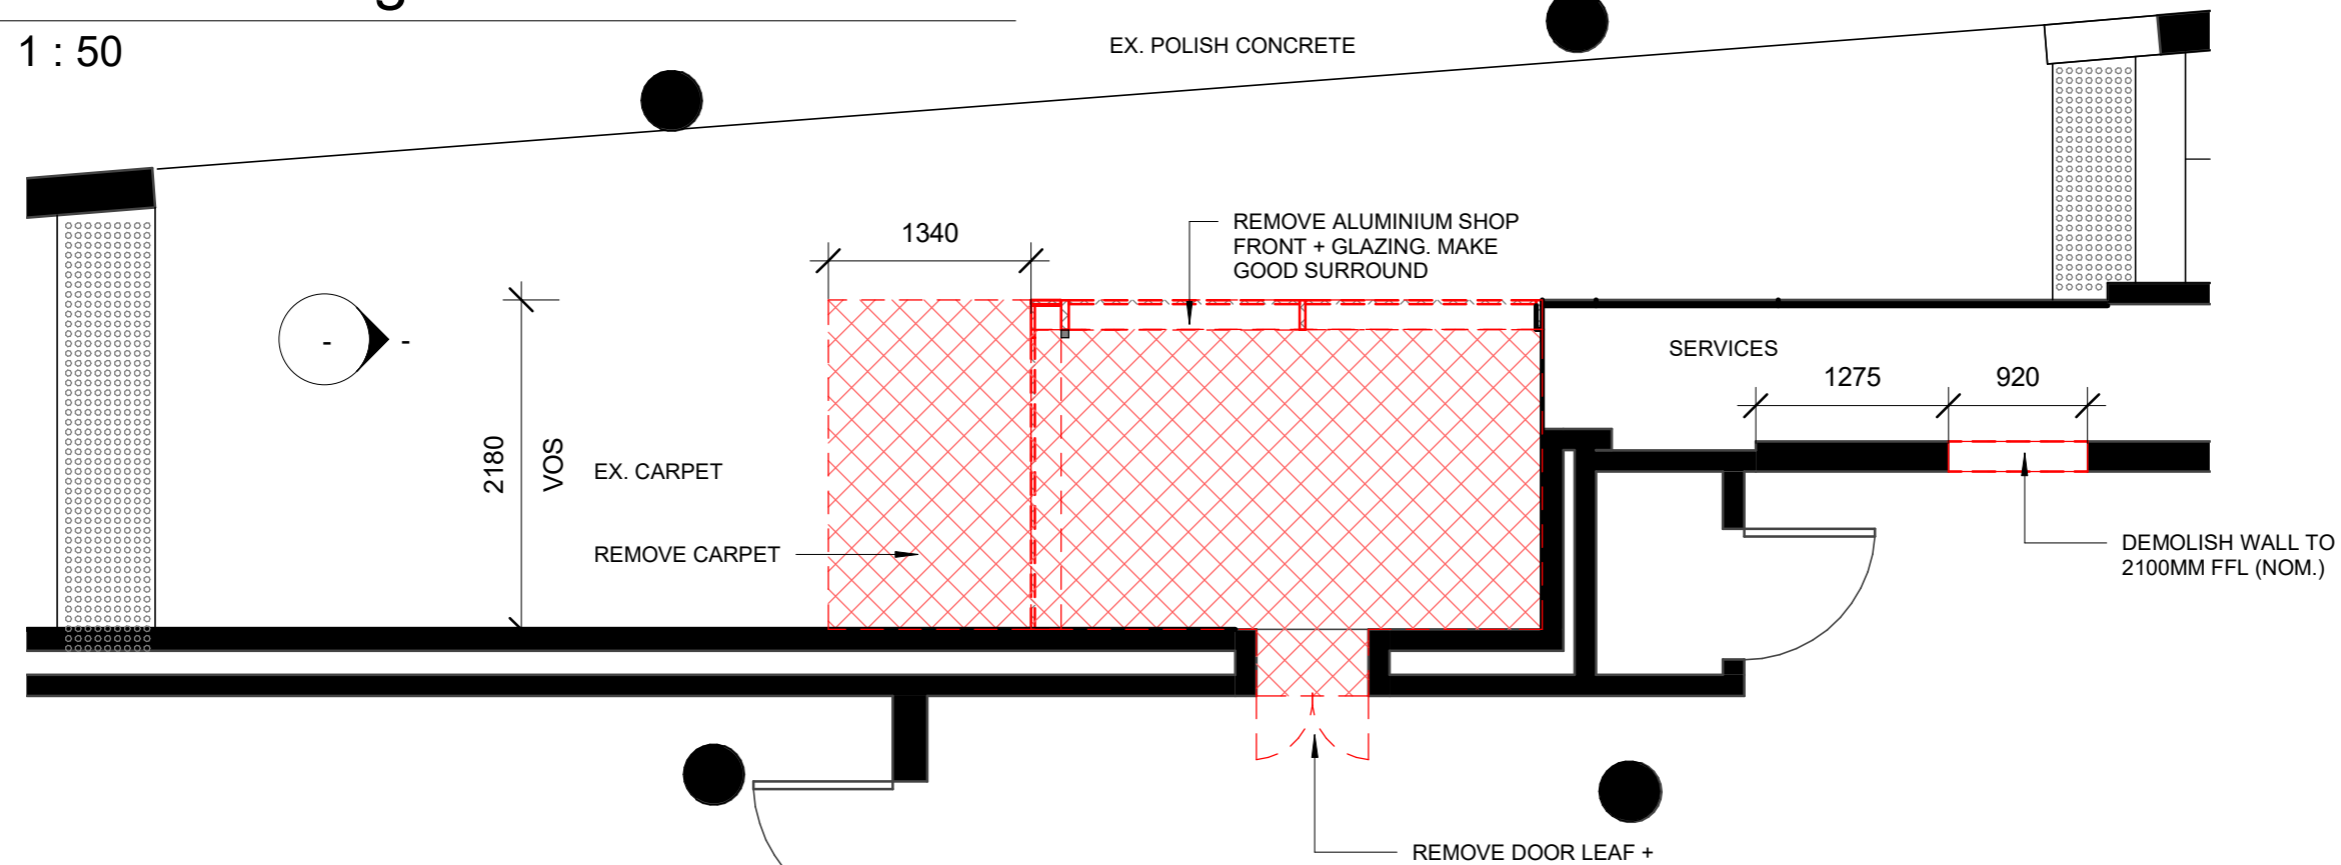 1 : 50
EX. POLISH CONCRETE
1340
REMOVE ALUMINIUM SHOP
FRONT + GLAZING. MAKE
GOOD SURROUND
SERVICES
1275
920
- -
2180
VOS
EX. CARPET
REMOVE CARPET
DEMOLISH WALL TO
2100MM FFL (NOM.)
REMOVE DOOR LEAF +